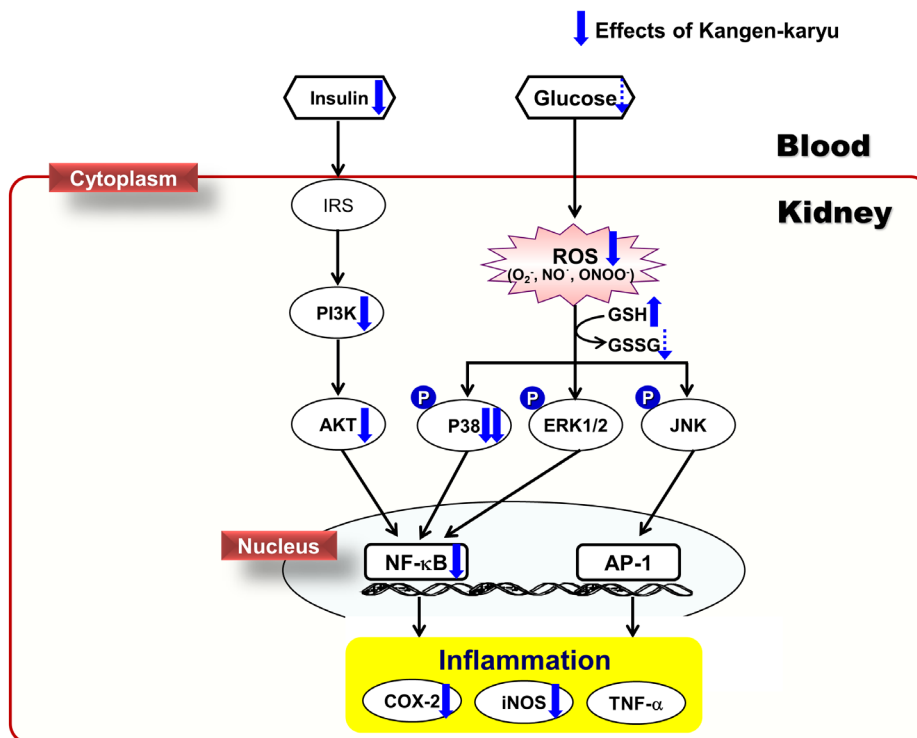 Effects of Kangen-karyu
Insulin
Glucose
Blood
Cytoplasm
Kidney
IRS
ROS
(O₂⁻, NO˙, ONOO⁻)
PI3K
GSH
GSSG
P
P
P
AKT
P38
ERK1/2
JNK
Nucleus
NF-κB
AP-1
Inflammation
COX-2
iNOS
TNF-α